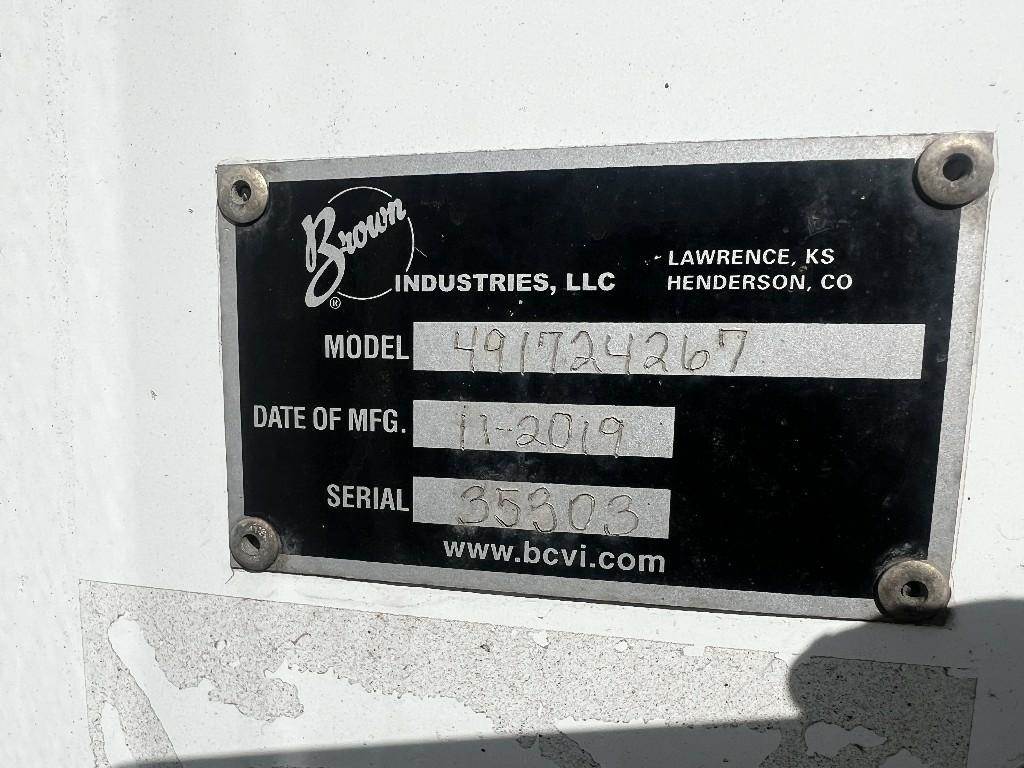 Brown ®
INDUSTRIES, LLC
LAWRENCE, KS
HENDERSON, CO
MODEL 491724267
DATE OF MFG. 11-2019
SERIAL 35303
www.bcvi.com